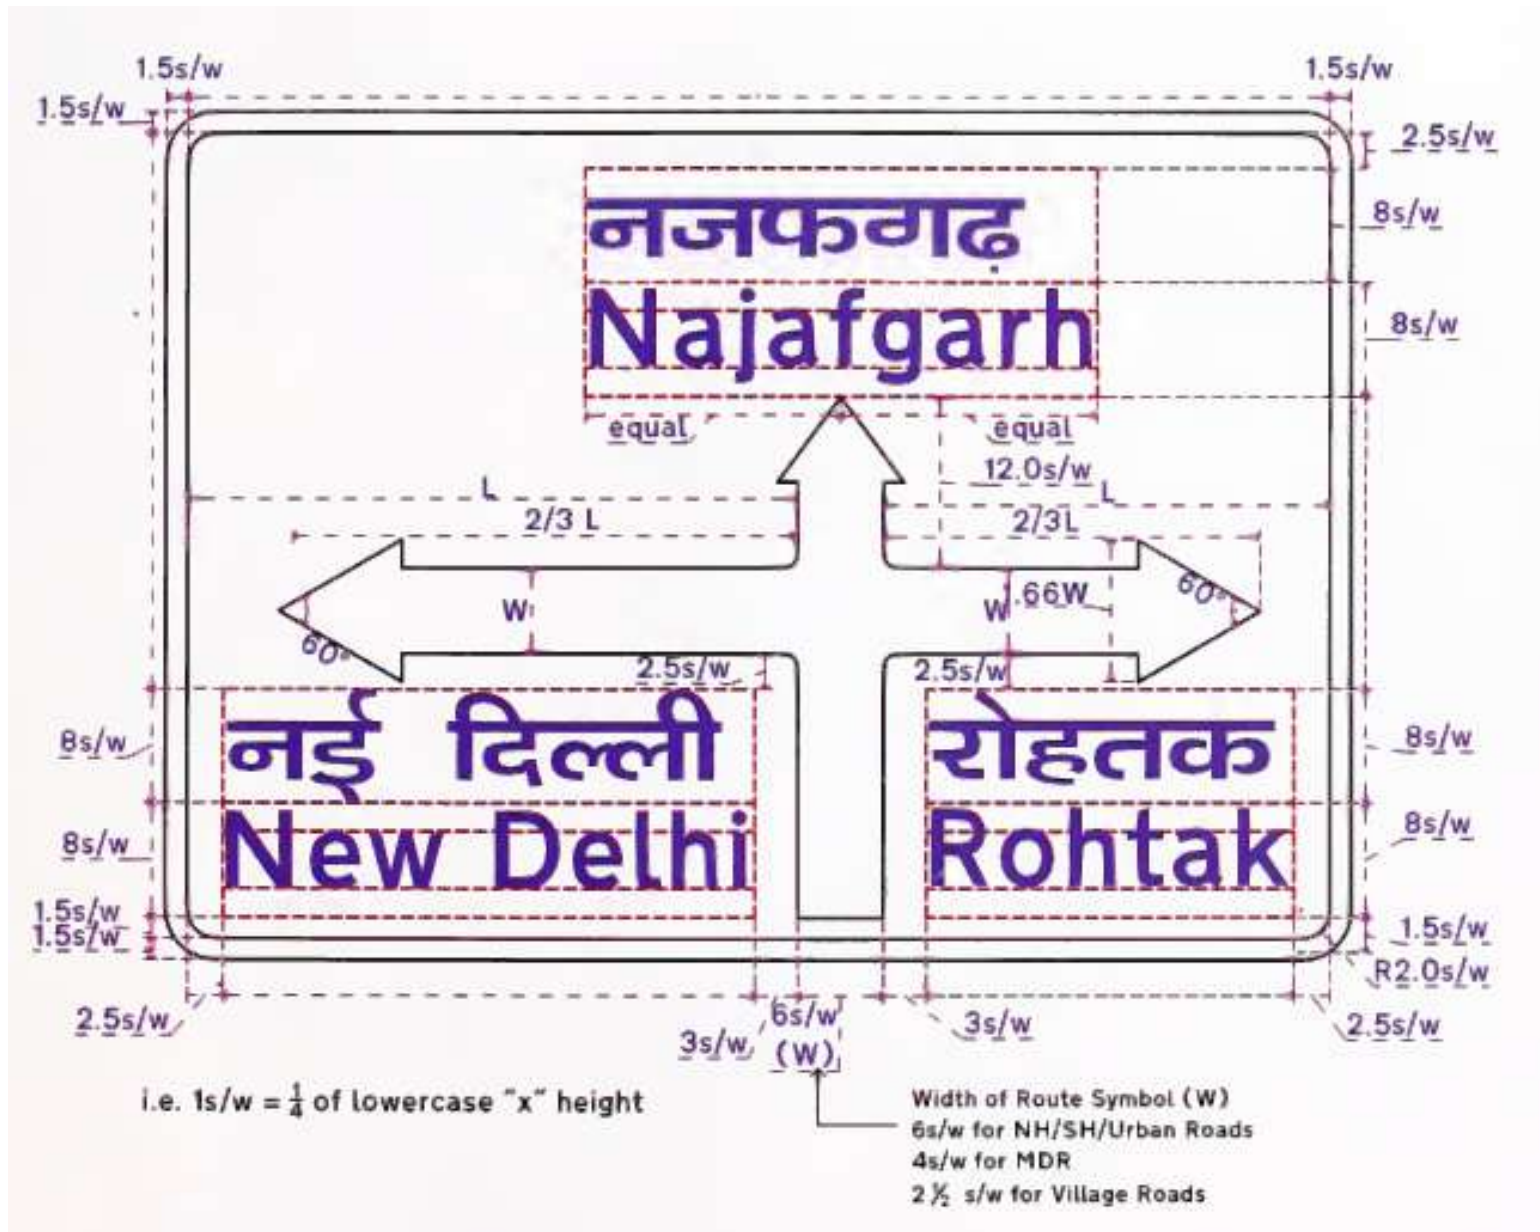 1.5s/w 1.5s/w
1.5s/w 2.5s/w
नजफगढ़ 8s/w
Najafgarh 8s/w
equal equal
12.0s/w
L L
2/3 L 2/3L
W W 1.66W 60°
60°
2.5s/w 2.5s/w
8s/w नई दिल्ली रोहतक 8s/w
8s/w New Delhi Rohtak 8s/w
1.5s/w 1.5s/w
1.5s/w R2.0s/w
2.5s/w 3s/w 6s/w 3s/w 2.5s/w
(W)
i.e. 1s/w = 1/4 of lowercase "x" height
Width of Route Symbol (W)
6s/w for NH/SH/Urban Roads
4s/w for MDR
2 ½ s/w for Village Roads